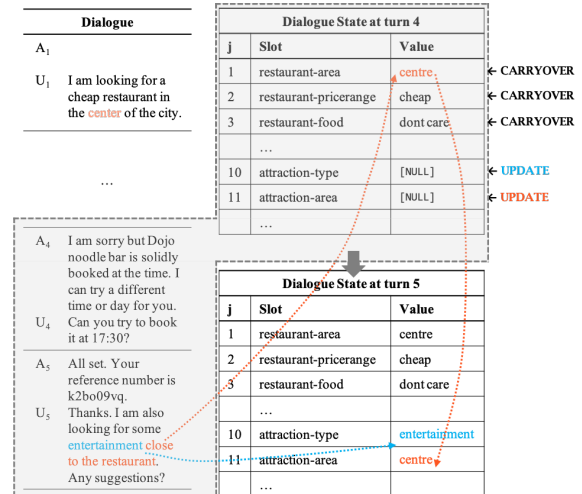 Dialogue
A1
U1 I am looking for a
cheap restaurant in
the center of the city.
...
A4 I am sorry but Dojo
noodle bar is solidly
booked at the time. I
can try a different
time or day for you.
U4 Can you try to book
it at 17:30?
A5 All set. Your
reference number is
k2bo09vq.
U5 Thanks. I am also
looking for some
entertainment close
to the restaurant.
Any suggestions?
Dialogue State at turn 4
j Slot Value
1 restaurant-area centre ← CARRYOVER
2 restaurant-pricerange cheap ← CARRYOVER
3 restaurant-food dont care ← CARRYOVER
...
10 attraction-type [NULL] ← UPDATE
11 attraction-area [NULL] ← UPDATE
...
Dialogue State at turn 5
j Slot Value
1 restaurant-area centre
2 restaurant-pricerange cheap
3 restaurant-food dont care
...
10 attraction-type entertainment
11 attraction-area centre
...